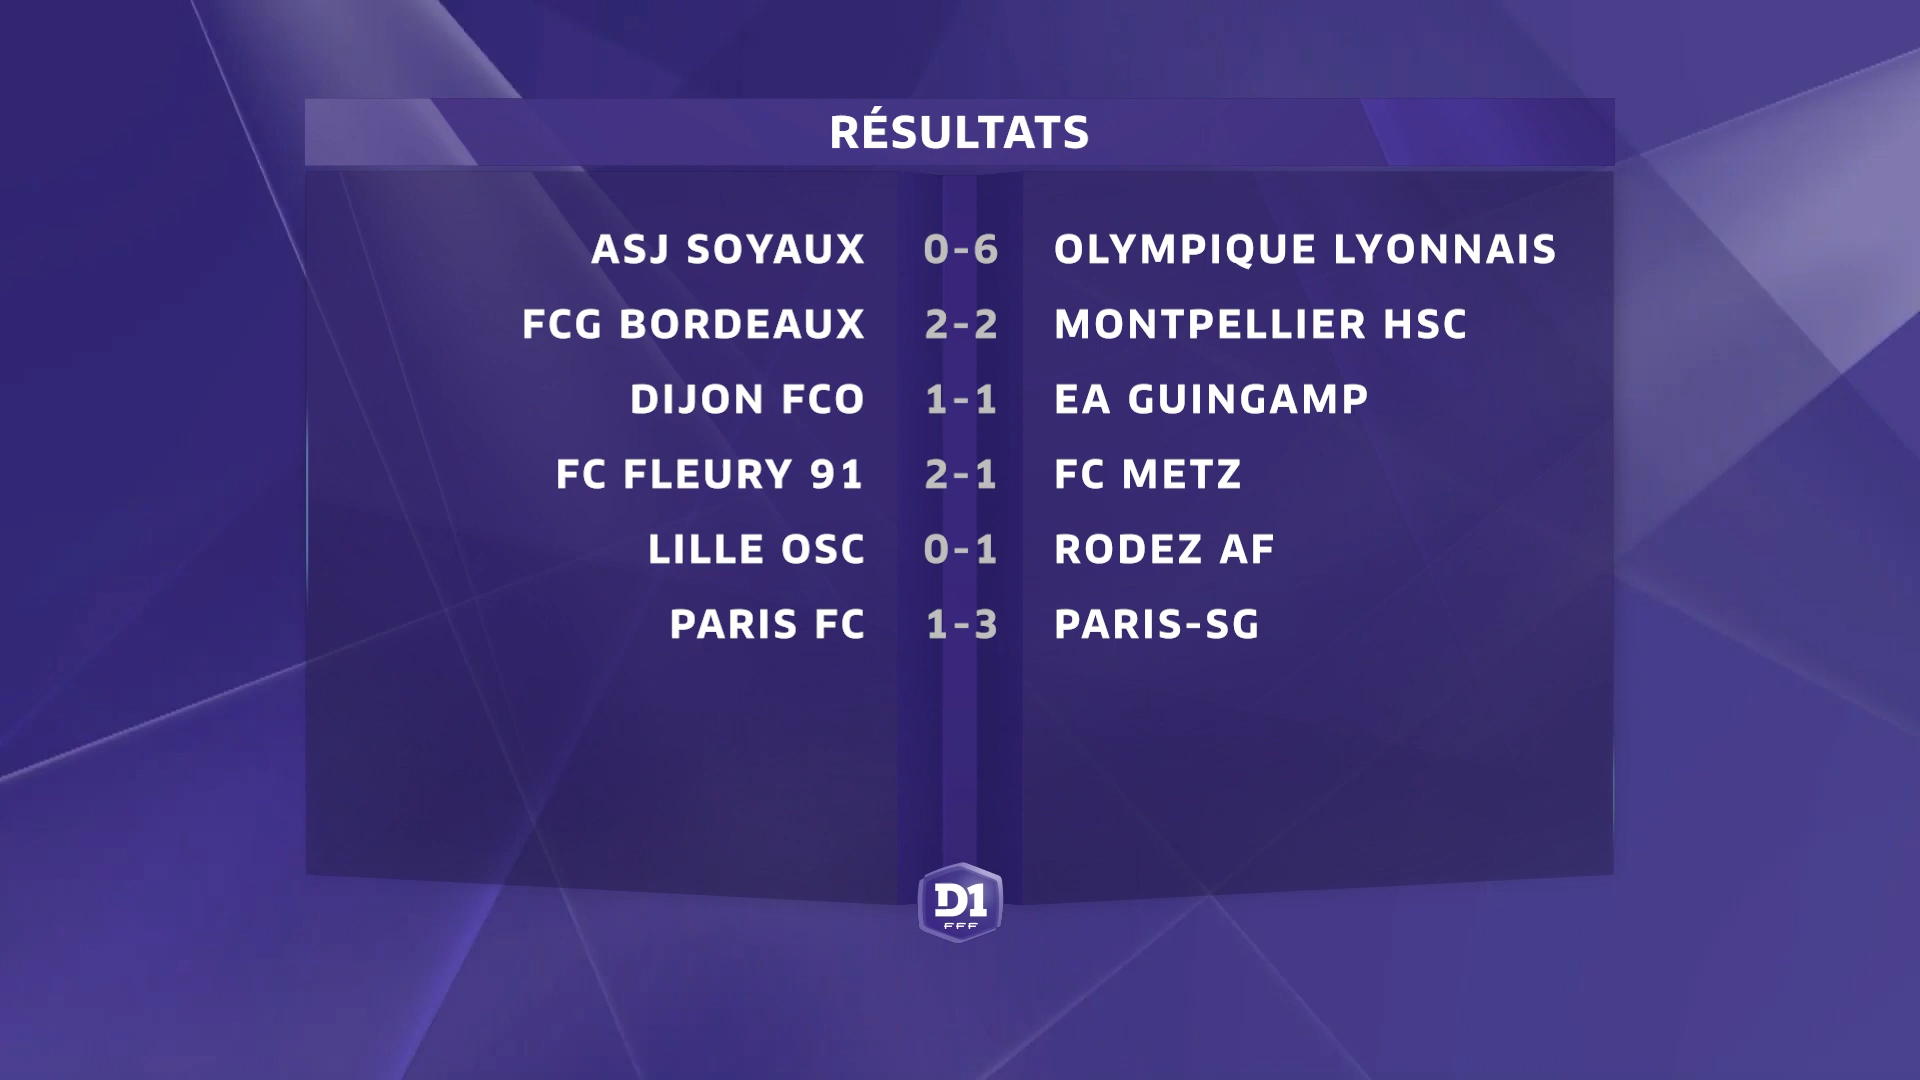 RÉSULTATS
ASJ SOYAUX 0-6 OLYMPIQUE LYONNAIS
FCG BORDEAUX 2-2 MONTPELLIER HSC
DIJON FCO 1-1 EA GUINGAMP
FC FLEURY 91 2-1 FC METZ
LILLE OSC 0-1 RODEZ AF
PARIS FC 1-3 PARIS-SG
D1
FFF